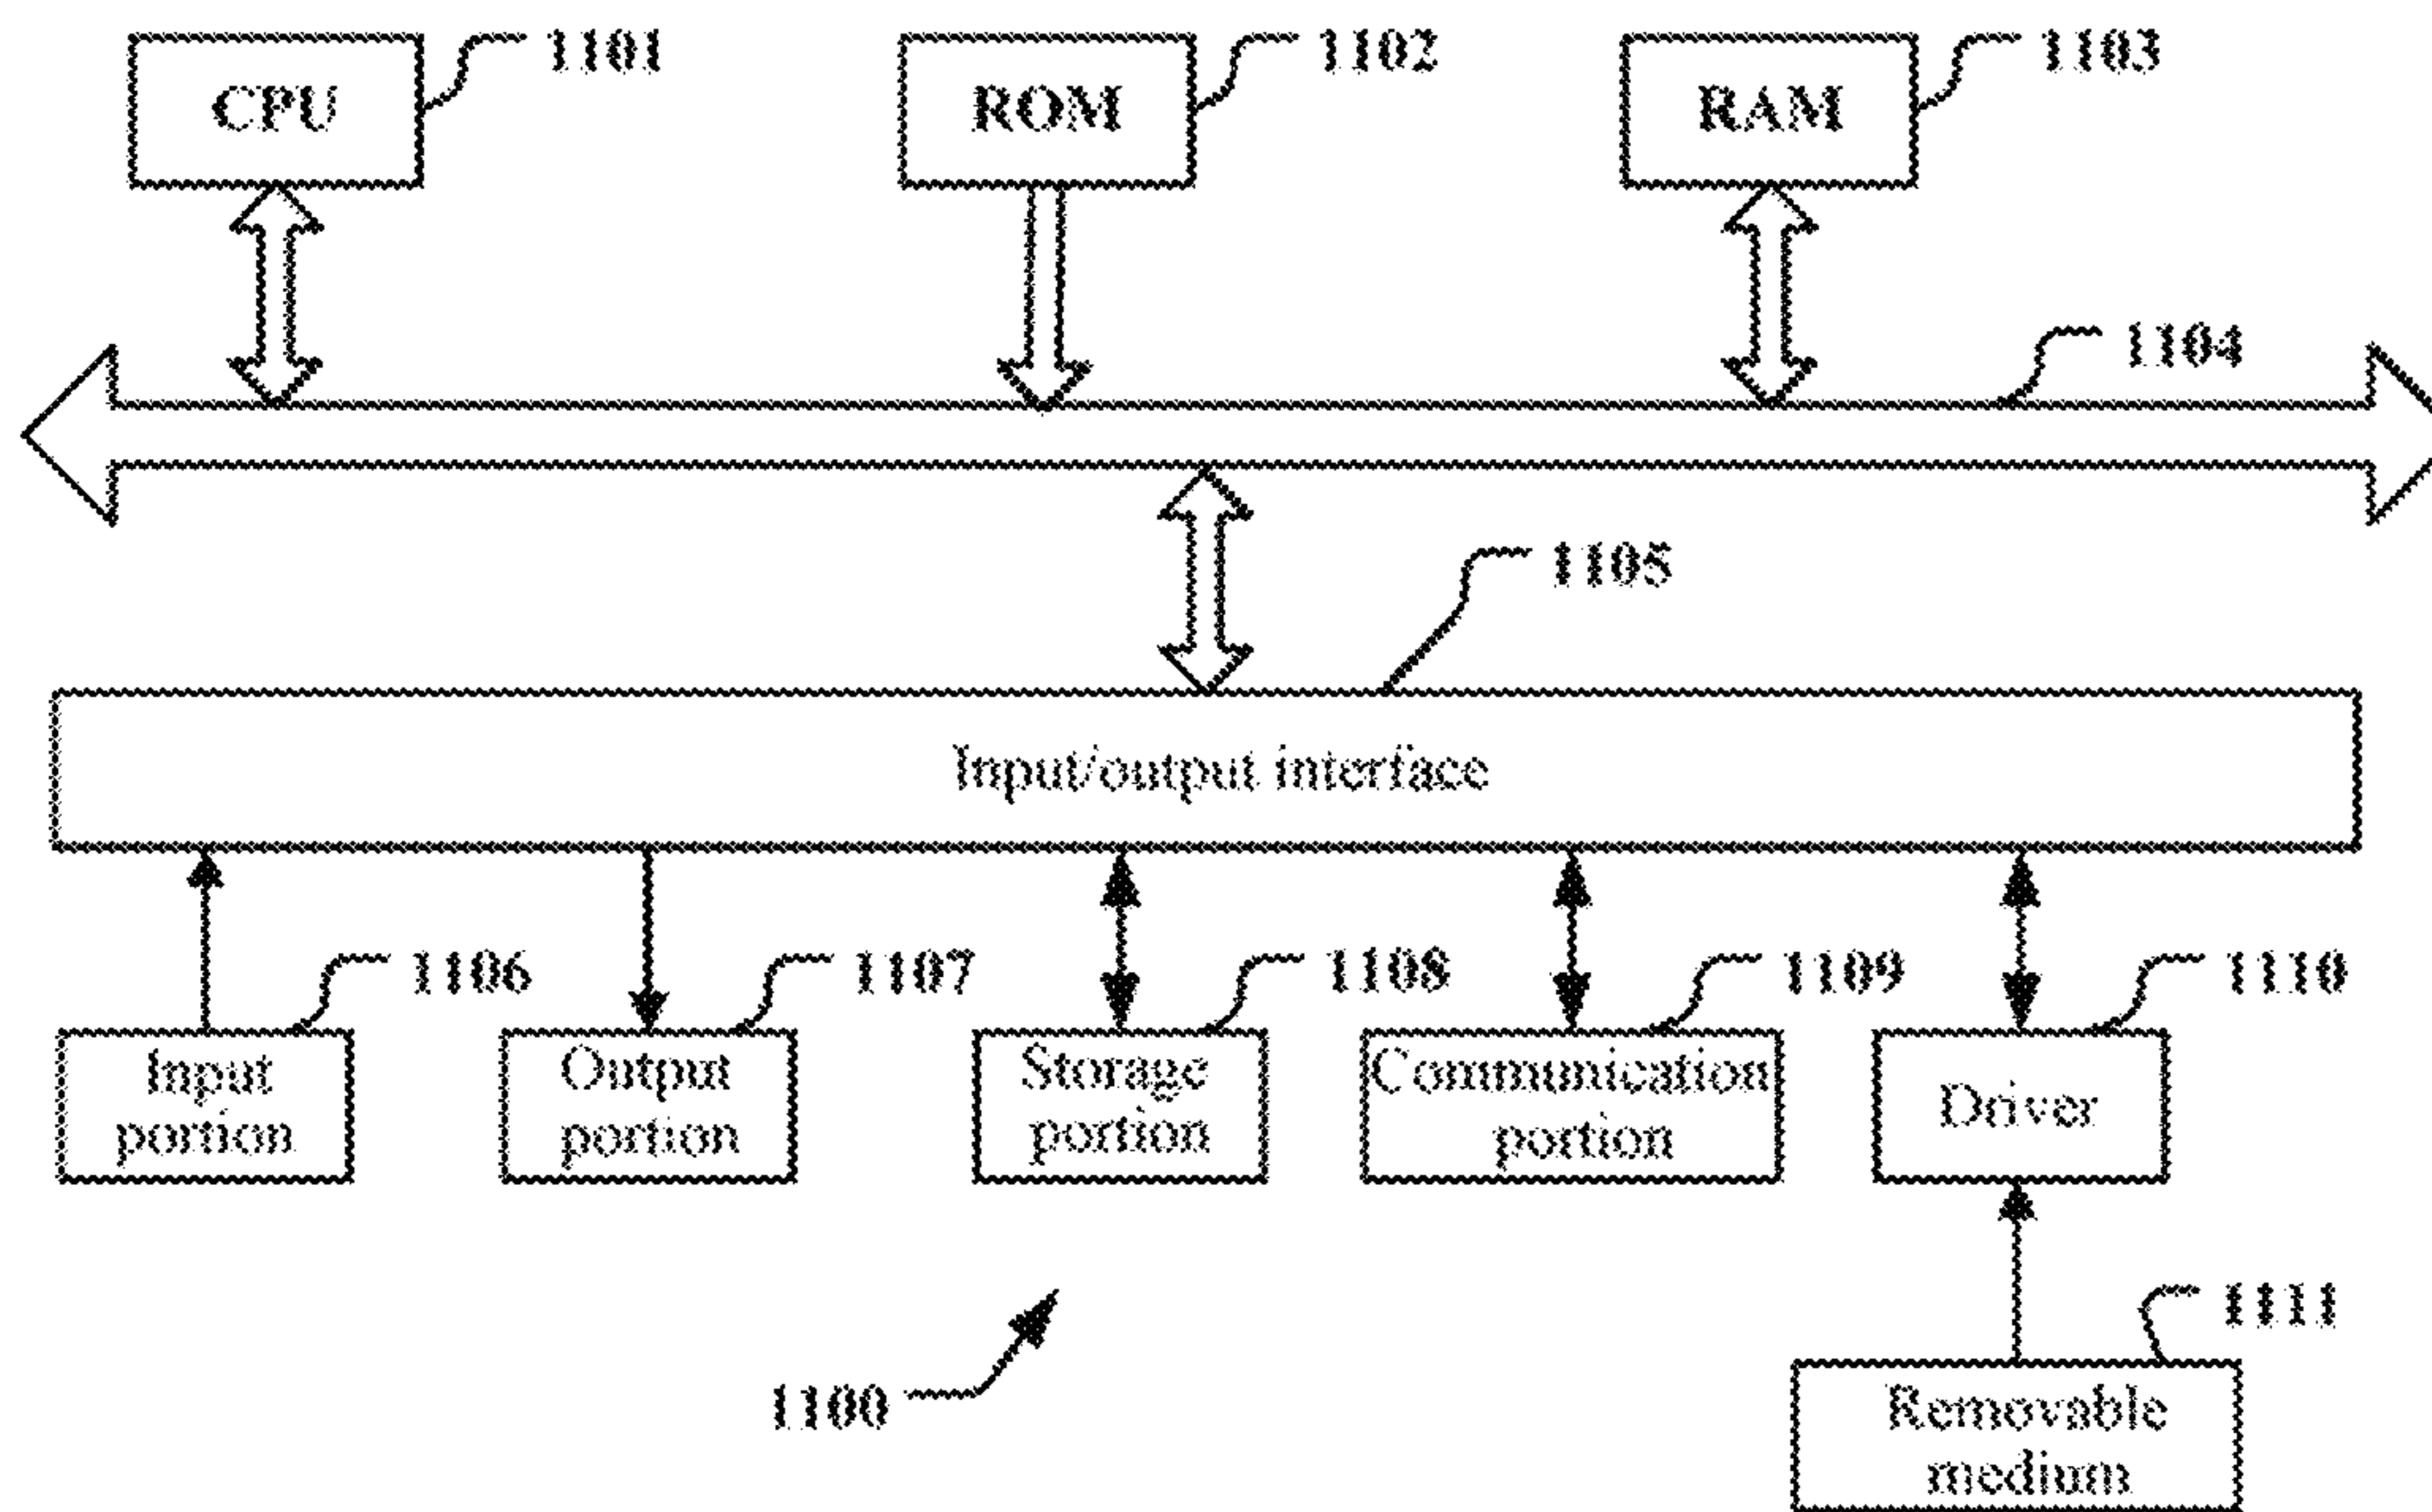 CPU 1101 ROM 1102 RAM 1103
1104
1105
Input/output interface
1106 1107 1108 1109 1110
Input portion
Output portion
Storage portion
Communication portion
Driver
1111
1100
Removable
medium